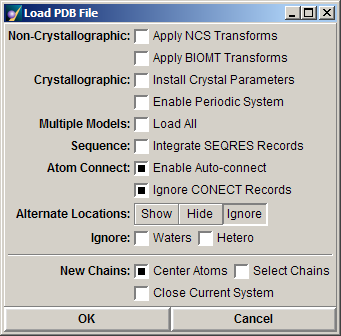 Load PDB File
Non-Crystallographic: Apply NCS Transforms
Apply BIOMT Transforms
Crystallographic: Install Crystal Parameters
Enable Periodic System
Multiple Models: Load All
Sequence: Integrate SEQRES Records
Atom Connect: Enable Auto-connect
Ignore CONECT Records
Alternate Locations: Show Hide Ignore
Ignore: Waters Hetero
New Chains: Center Atoms Select Chains
Close Current System
OK Cancel